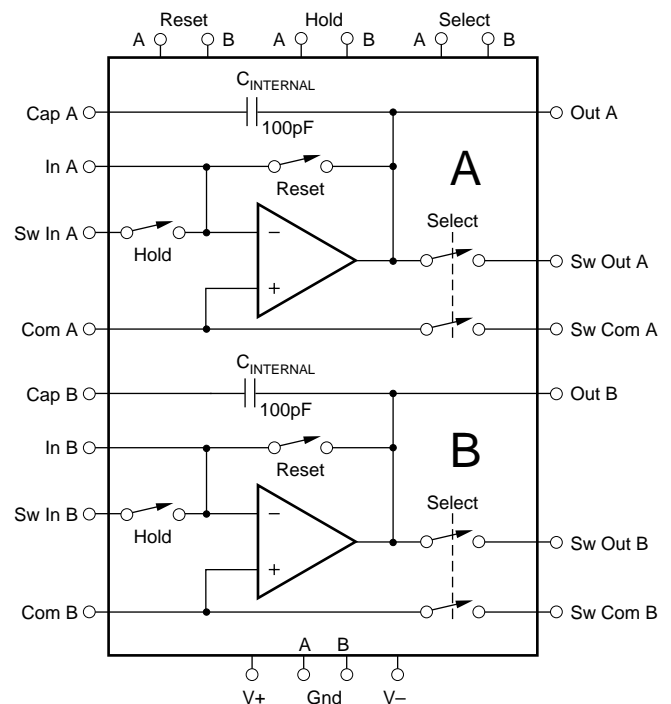 Reset Hold Select
A B A B A B
C_INTERNAL
Cap A Out A
100pF
In A A
Reset
Select
Sw In A −
Hold Sw Out A
+
Com A Sw Com A
C_INTERNAL
Cap B Out B
100pF
In B B
Reset
Select
Sw In B −
Hold Sw Out B
+
Com B Sw Com B
A B
V+ Gnd V−